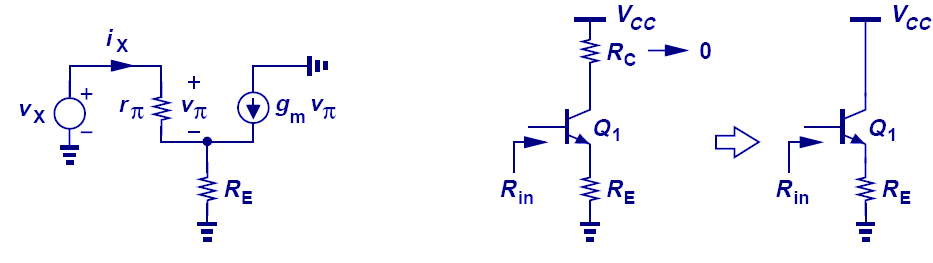 i_X
v_X
+
−
r_π
+
v_π
−
g_m v_π
R_E
V_CC
R_C → 0
Q_1
R_in
R_E
V_CC
Q_1
R_in
R_E